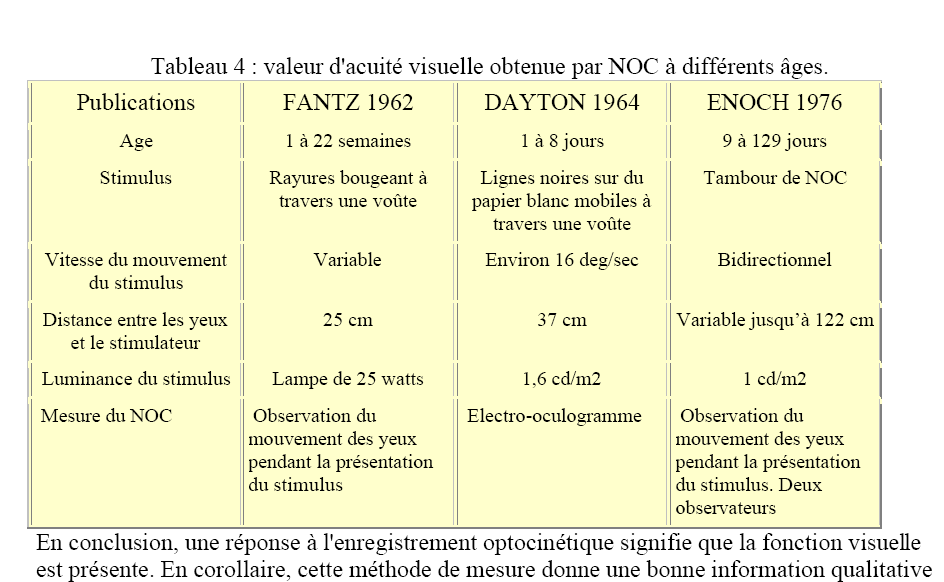 Tableau 4 : valeur d'acuité visuelle obtenue par NOC à différents âges.
Publications FANTZ 1962 DAYTON 1964 ENOCH 1976
Age 1 à 22 semaines 1 à 8 jours 9 à 129 jours
Stimulus Rayures bougeant à Lignes noires sur du Tambour de NOC
travers une voûte papier blanc mobiles à
travers une voûte
Vitesse du mouvement Variable Environ 16 deg/sec Bidirectionnel
du stimulus
Distance entre les yeux 25 cm 37 cm Variable jusqu’à 122 cm
et le stimulateur
Luminance du stimulus Lampe de 25 watts 1,6 cd/m2 1 cd/m2
Mesure du NOC Observation du Electro-oculogramme Observation du
mouvement des yeux mouvement des yeux
pendant la présentation pendant la présentation
du stimulus du stimulus. Deux
observateurs
En conclusion, une réponse à l'enregistrement optocinétique signifie que la fonction visuelle
est présente. En corollaire, cette méthode de mesure donne une bonne information qualitative